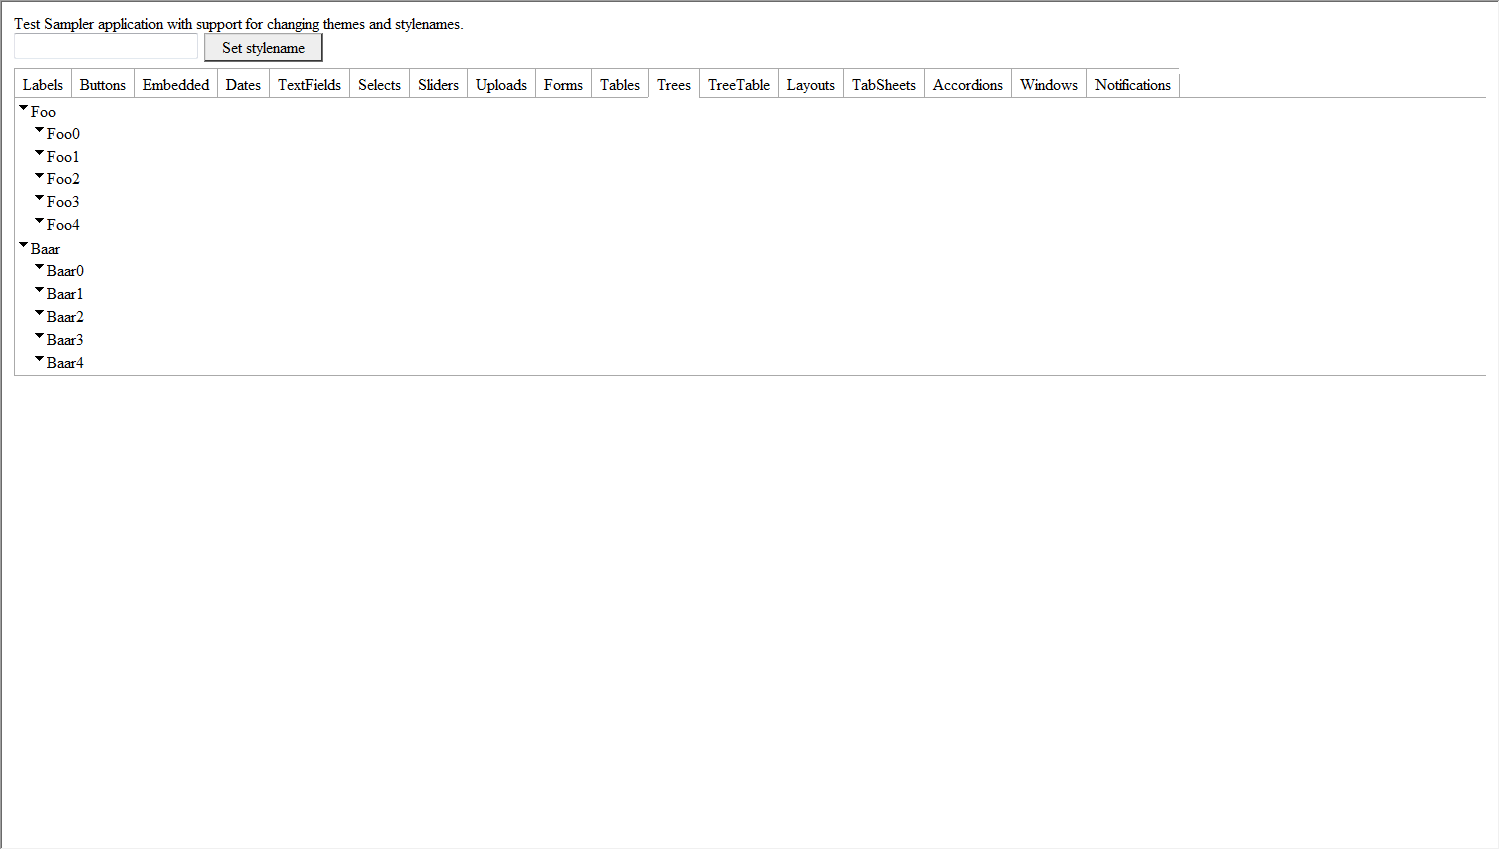 Test Sampler application with support for changing themes and stylenames.
Set stylename
Labels Buttons Embedded Dates TextFields Selects Sliders Uploads Forms Tables Trees TreeTable Layouts TabSheets Accordions Windows Notifications
Foo
Foo0
Foo1
Foo2
Foo3
Foo4
Baar
Baar0
Baar1
Baar2
Baar3
Baar4